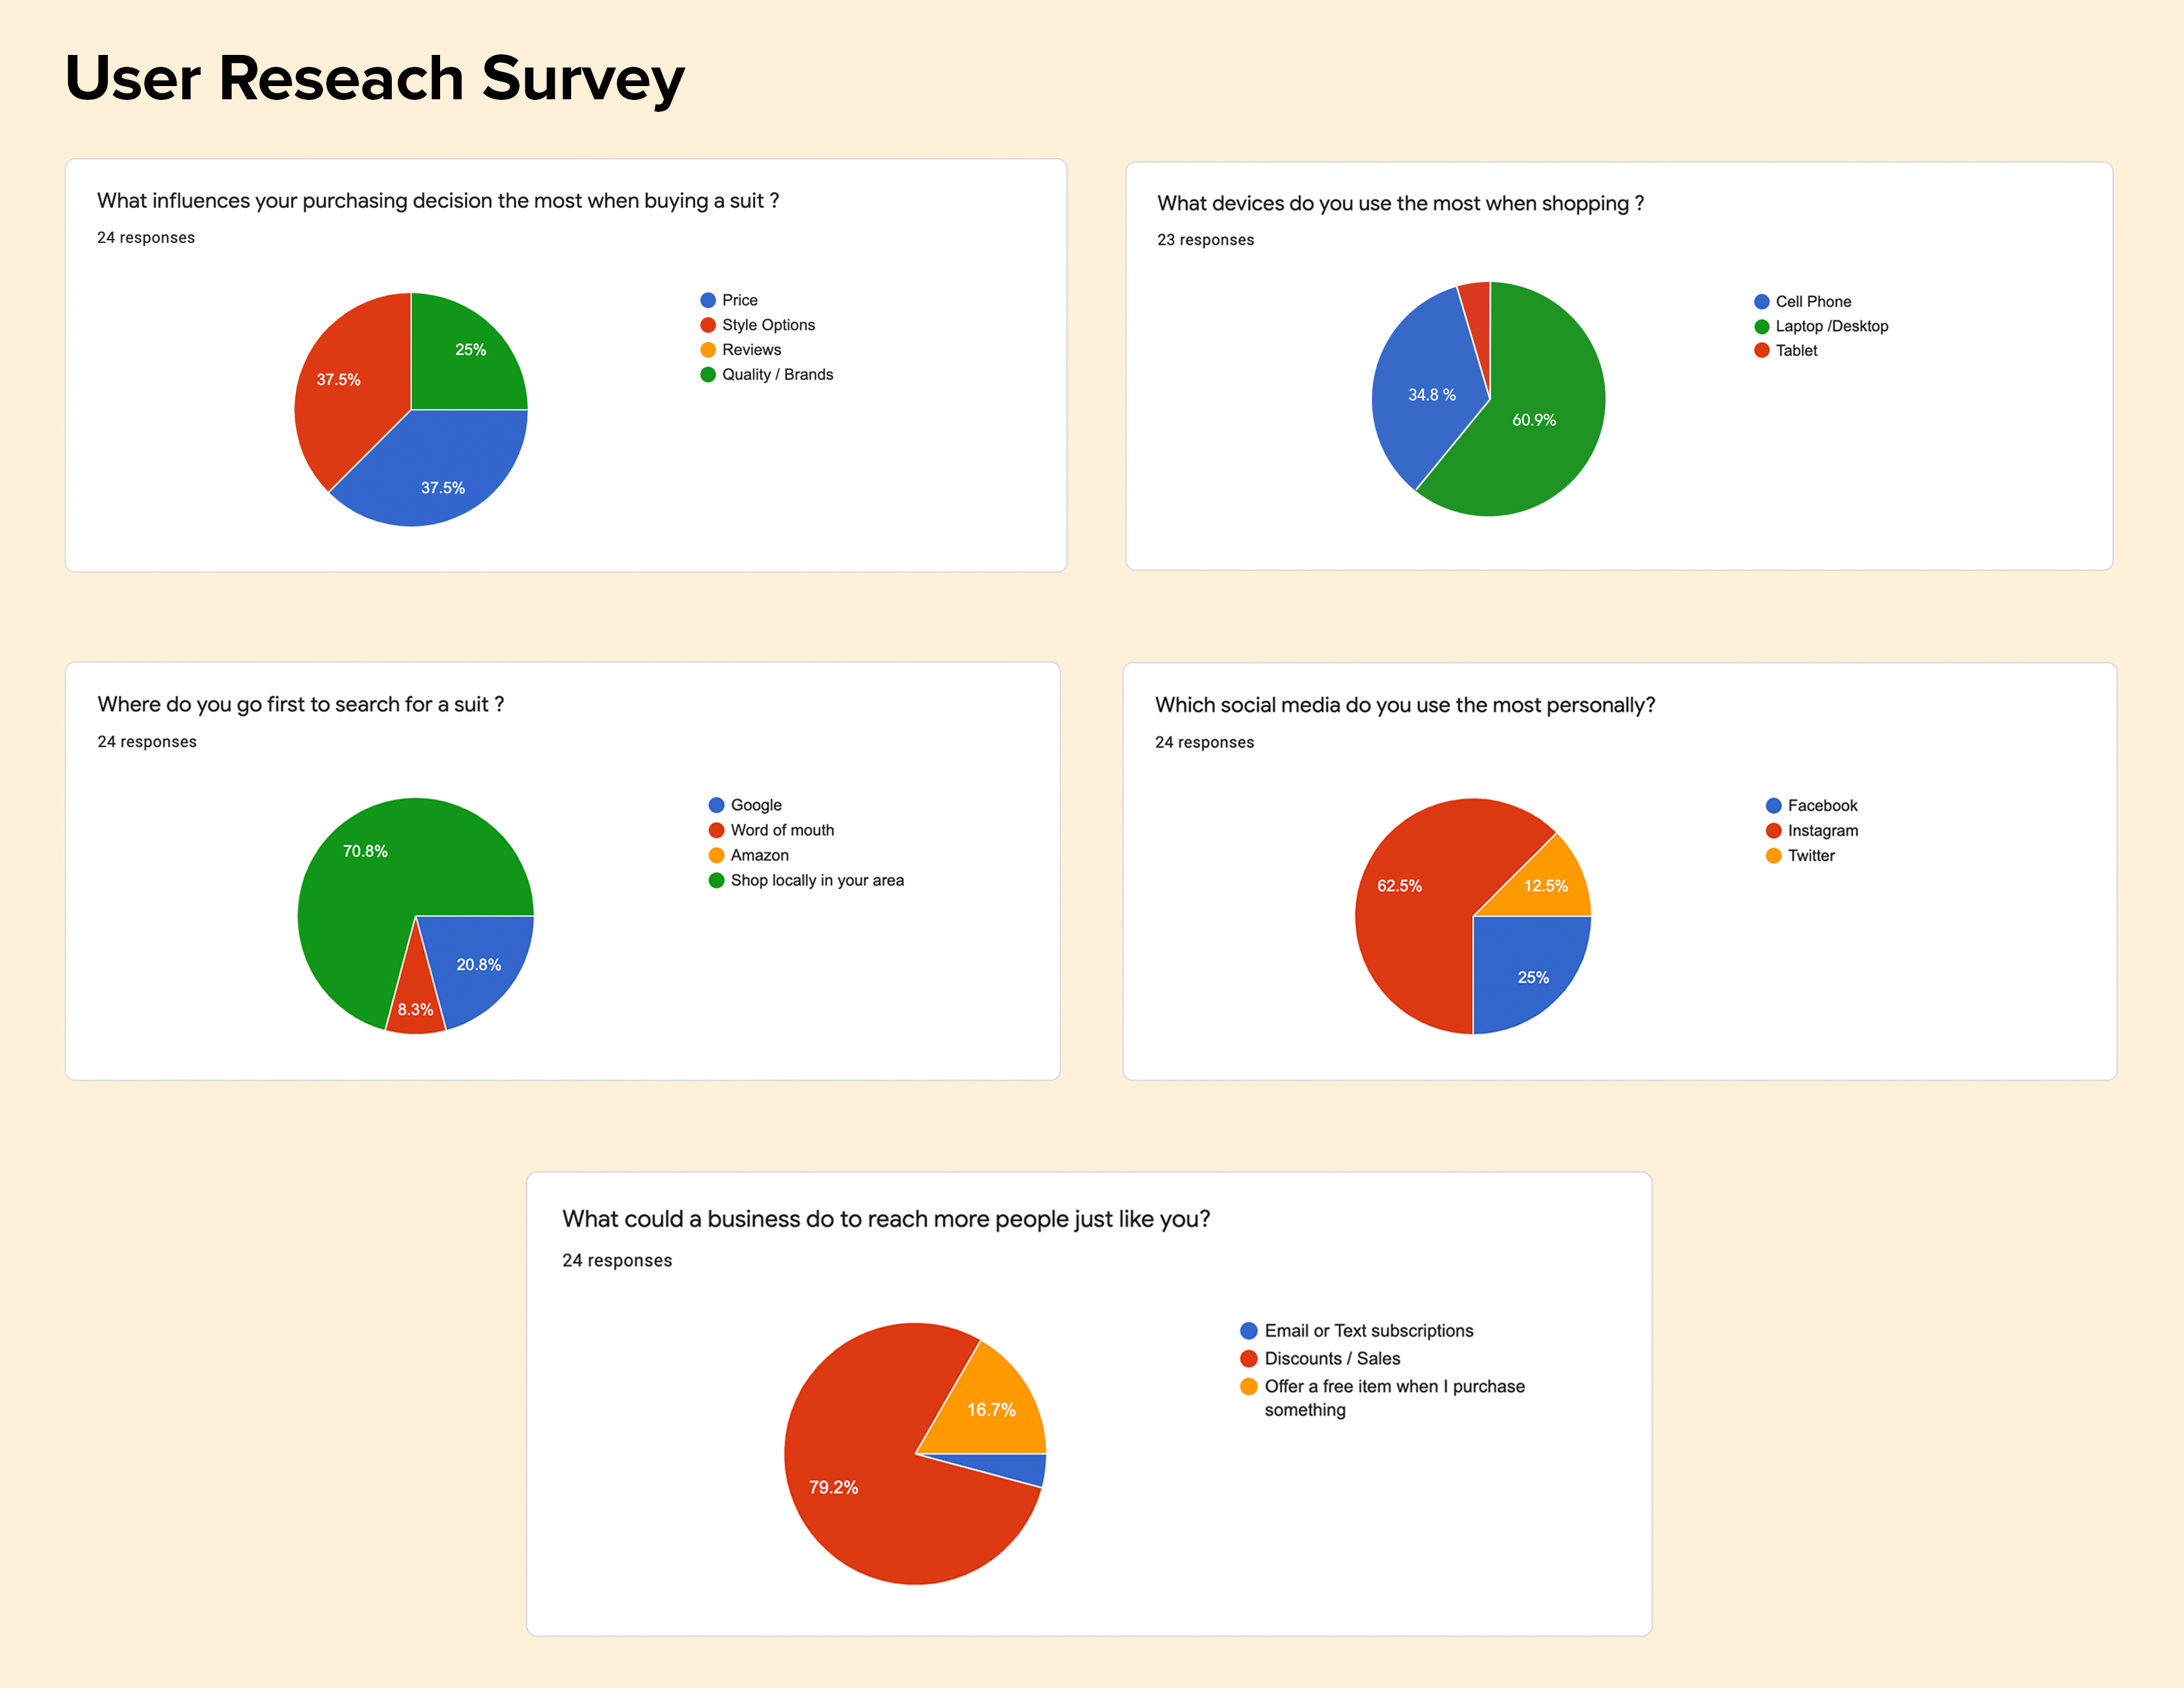 User Reseach Survey
What influences your purchasing decision the most when buying a suit ?
24 responses
25%
37.5%
37.5%
Price
Style Options
Reviews
Quality / Brands
What devices do you use the most when shopping ?
23 responses
34.8 %
60.9%
Cell Phone
Laptop /Desktop
Tablet
Where do you go first to search for a suit ?
24 responses
70.8%
20.8%
8.3%
Google
Word of mouth
Amazon
Shop locally in your area
Which social media do you use the most personally?
24 responses
62.5%
12.5%
25%
Facebook
Instagram
Twitter
What could a business do to reach more people just like you?
24 responses
16.7%
79.2%
Email or Text subscriptions
Discounts / Sales
Offer a free item when I purchase
something